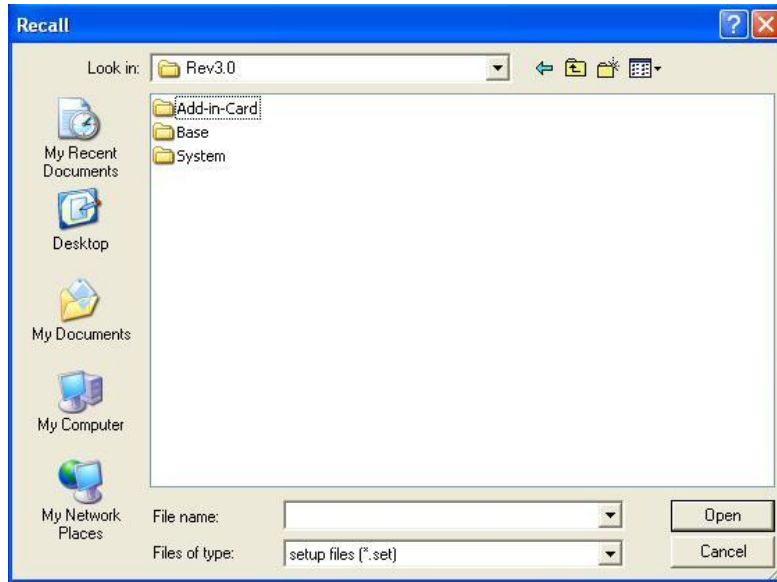 Recall
Look in: Rev3.0
Add-in-Card
Base
System
My Recent
Documents
Desktop
My Documents
My Computer
My Network
Places
File name:
Open
Files of type: setup files (*.set)
Cancel